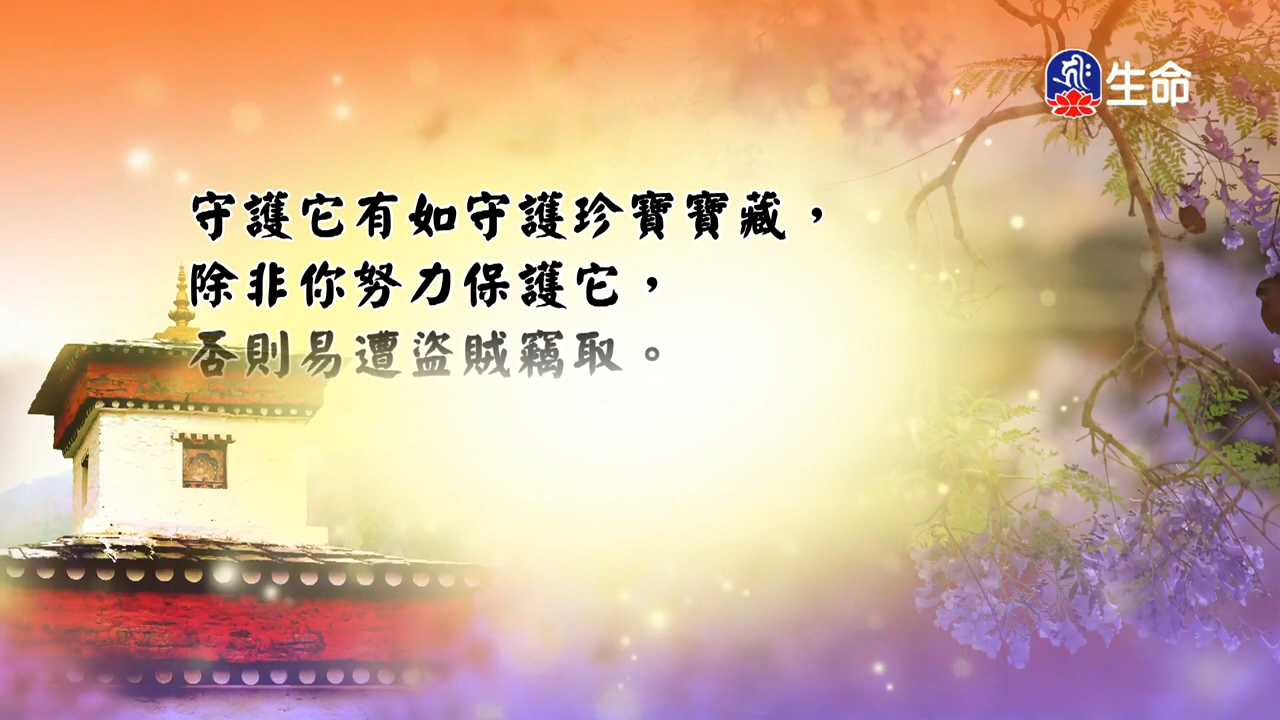 生命
守護它有如守護珍寶寶藏，
除非你努力保護它，
否則易遭盜賊竊取。